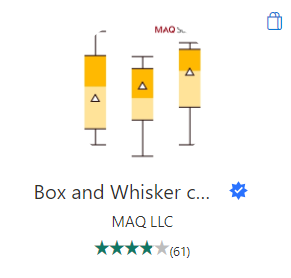 MAQ
Box and Whisker c...
MAQ LLC
(61)